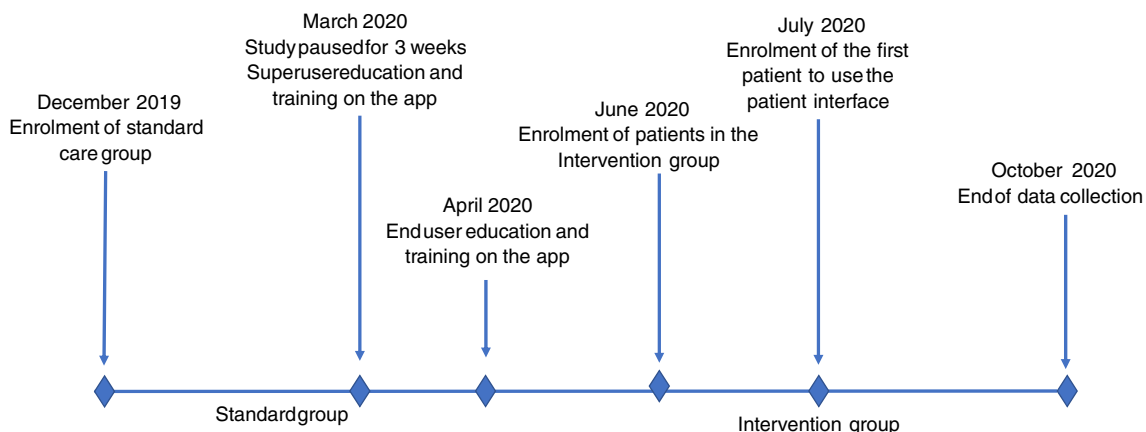 December 2019
Enrolment of standard
care group
March 2020
Study paused for 3 weeks
Superuser education and
training on the app
April 2020
End user education and
training on the app
June 2020
Enrolment of patients in the
Intervention group
July 2020
Enrolment of the first
patient to use the
patient interface
October 2020
End of data collection
Standard group
Intervention group